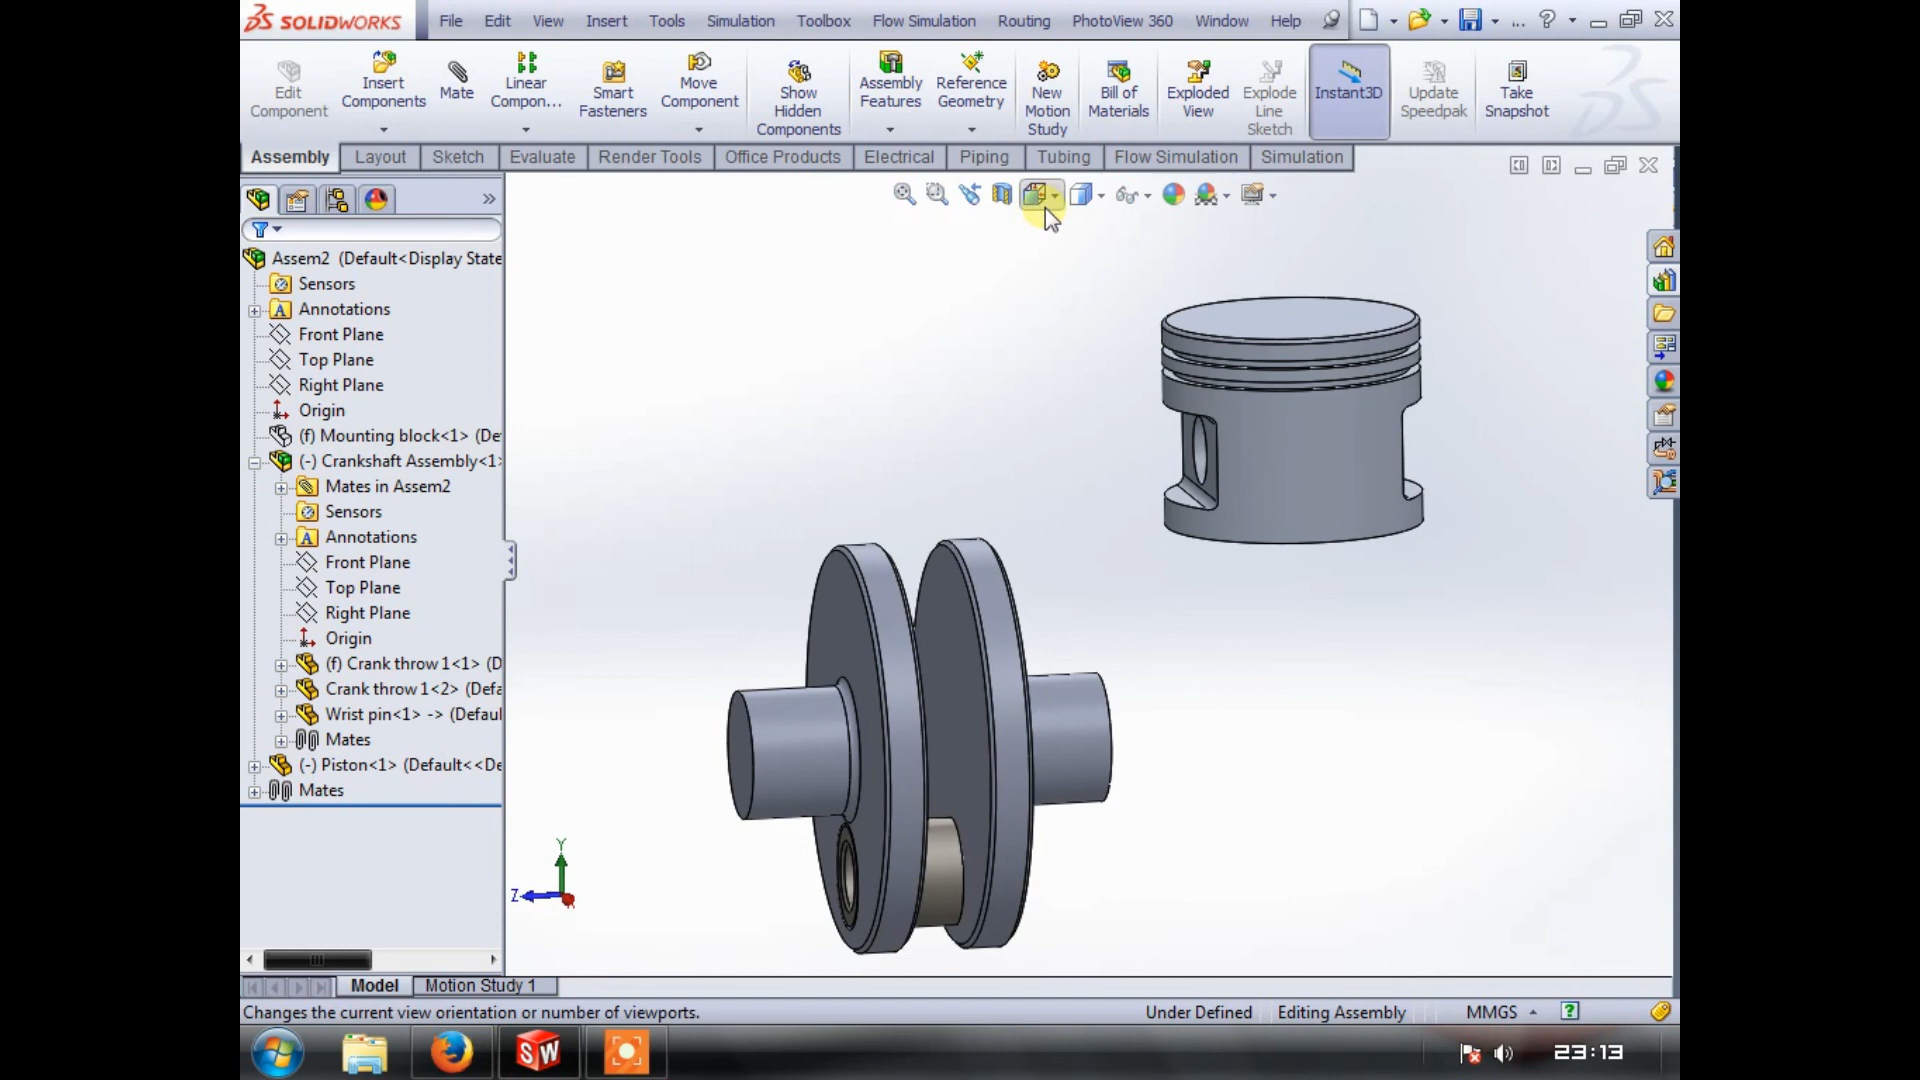 SOLIDWORKS File Edit View Insert Tools Simulation Toolbox Flow Simulation Routing PhotoView 360 Window Help ...
Edit Component
Insert Components
Mate
Linear Compon...
Smart Fasteners
Move Component
Show Hidden Components
Assembly Features
Reference Geometry
New Motion Study
Bill of Materials
Exploded View
Explode Line Sketch
Instant3D
Update Speedpak
Take Snapshot
Assembly Layout Sketch Evaluate Render Tools Office Products Electrical Piping Tubing Flow Simulation Simulation
Assem2 (Default<Display State
Sensors
Annotations
Front Plane
Top Plane
Right Plane
Origin
(f) Mounting block<1> (De
(-) Crankshaft Assembly<1>
Mates in Assem2
Sensors
Annotations
Front Plane
Top Plane
Right Plane
Origin
(f) Crank throw 1<1> (D
Crank throw 1<2> (Defa
Wrist pin<1> -> (Defaul
Mates
(-) Piston<1> (Default<<De
Mates
Y
Z
Model Motion Study 1
Changes the current view orientation or number of viewports. Under Defined Editing Assembly MMGS
SW 23:13